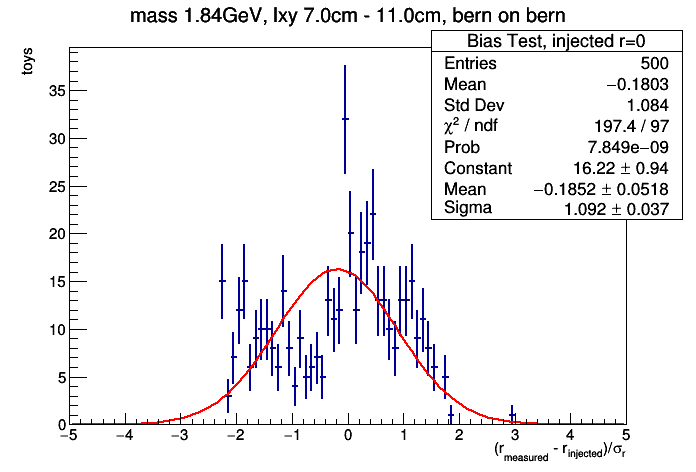 mass 1.84GeV, lxy 7.0cm - 11.0cm, bern on bern
toys
Bias Test, injected r=0
Entries 500
Mean −0.1803
Std Dev 1.084
χ² / ndf 197.4 / 97
Prob 7.849e−09
Constant 16.22 ± 0.94
Mean −0.1852 ± 0.0518
Sigma 1.092 ± 0.037
35
30
25
20
15
10
5
0
−5 −4 −3 −2 −1 0 1 2 3 4 5
(r_measured - r_injected)/σ_r